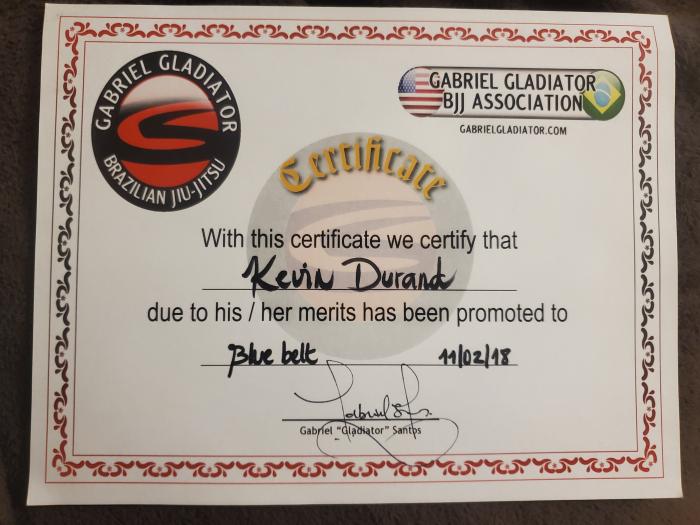 GABRIEL GLADIATOR
BRAZILIAN JIU-JITSU
GABRIEL GLADIATOR
BJJ ASSOCIATION
GABRIELGLADIATOR.COM
Certificate
With this certificate we certify that
Kevin Durand
due to his / her merits has been promoted to
Blue belt 11/02/18
Gabriel "Gladiator" Santos